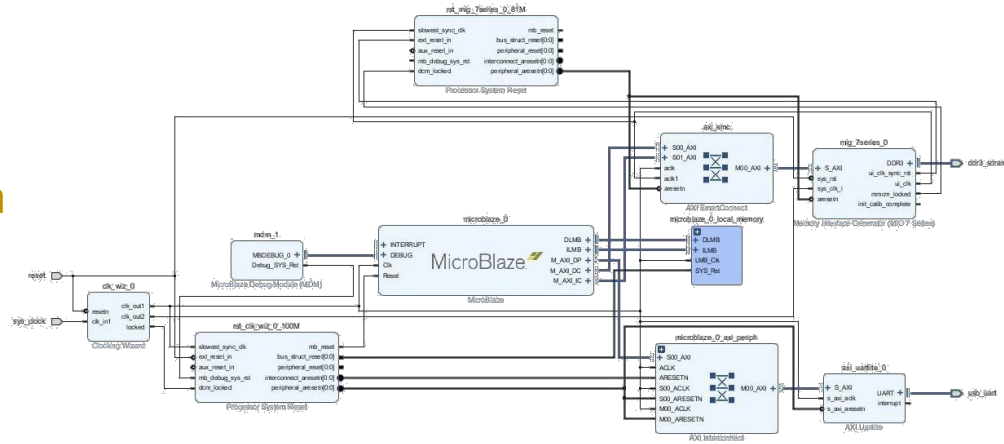 rst_mig_7series_0_81M
slowest_sync_clk
ext_reset_in
aux_reset_in
mb_debug_sys_rst
dcm_locked
mb_reset
bus_struct_reset[0:0]
peripheral_reset[0:0]
interconnect_aresetn[0:0]
peripheral_aresetn[0:0]
Processor System Reset
axi_smc
S00_AXI
S01_AXI
aclk
aclk1
aresetn
M00_AXI
AXI SmartConnect
mig_7series_0
S_AXI
sys_rst
sys_clk_i
aresetn
DDR3
ui_clk_sync_rst
ui_clk
mmcm_locked
init_calib_complete
Memory Interface Generator (MIG 7 Series)
ddr3_sdram
mdm_1
MBDEBUG_0
Debug_SYS_Rst
MicroBlaze Debug Module (MDM)
microblaze_0
INTERRUPT
DEBUG
Clk
Reset
MicroBlaze
DLMB
ILMB
M_AXI_DP
M_AXI_DC
M_AXI_IC
MicroBlaze
microblaze_0_local_memory
DLMB
ILMB
LMB_Clk
SYS_Rst
reset
sys_clock
clk_wiz_0
resetn
clk_in1
clk_out1
clk_out2
locked
Clocking Wizard
rst_clk_wiz_0_100M
slowest_sync_clk
ext_reset_in
aux_reset_in
mb_debug_sys_rst
dcm_locked
mb_reset
bus_struct_reset[0:0]
peripheral_reset[0:0]
interconnect_aresetn[0:0]
peripheral_aresetn[0:0]
Processor System Reset
microblaze_0_axi_periph
S00_AXI
ACLK
ARESETN
S00_ACLK
S00_ARESETN
M00_ACLK
M00_ARESETN
M00_AXI
AXI Interconnect
axi_uartlite_0
S_AXI
s_axi_aclk
s_axi_aresetn
UART
interrupt
AXI Uartlite
usb_uart